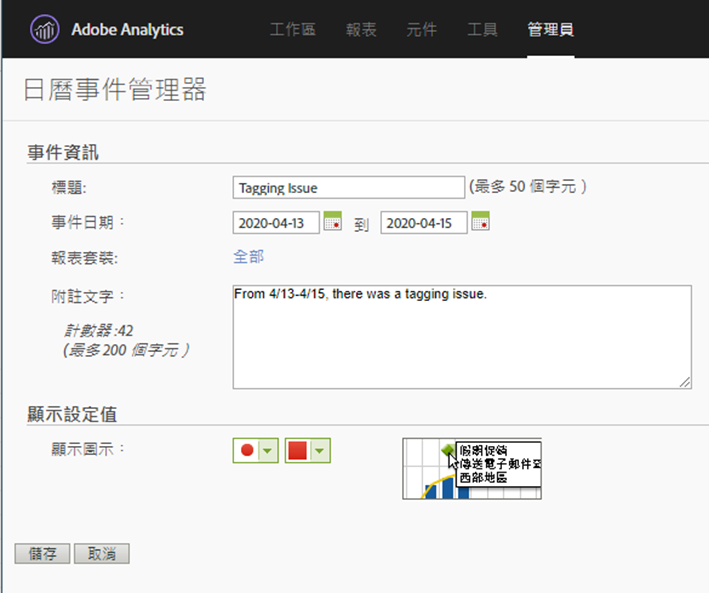 Adobe Analytics 工作區 報表 元件 工具 管理員
日曆事件管理器
事件資訊
標題: Tagging Issue (最多 50 個字元 )
事件日期： 2020-04-13 到 2020-04-15
報表套裝: 全部
附註文字： From 4/13-4/15, there was a tagging issue.
計數器 :42
(最多 200 個字元 )
顯示設定值
顯示圖示：
假期促銷
傳送電子郵件至
西部地區
儲存 取消